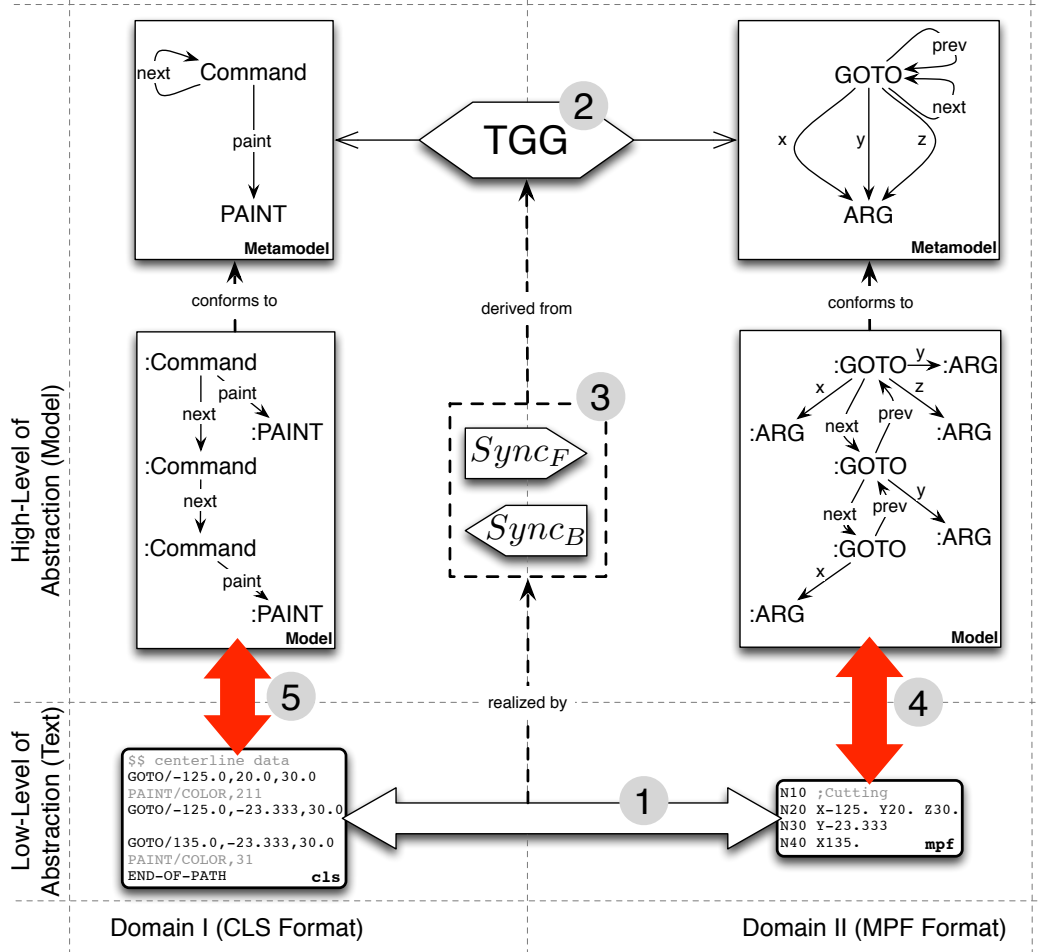 next
Command
paint
PAINT
Metamodel
TGG
2
GOTO
prev
next
x
y
z
ARG
Metamodel
conforms to
derived from
conforms to
High-Level of
Abstraction (Model)
:Command
paint
next
:PAINT
:Command
next
:Command
paint
:PAINT
Model
3
SyncF
SyncB
:GOTO
y
:ARG
x
z
prev
:ARG
next
:ARG
:GOTO
y
prev
next
:ARG
:GOTO
x
:ARG
Model
5
realized by
4
Low-Level of
Abstraction (Text)
$$ centerline data
GOTO/-125.0,20.0,30.0
PAINT/COLOR,211
GOTO/-125.0,-23.333,30.0
GOTO/135.0,-23.333,30.0
PAINT/COLOR,31
END-OF-PATH
cls
1
N10 ;Cutting
N20 X-125. Y20. Z30.
N30 Y-23.333
N40 X135.
mpf
Domain I (CLS Format)
Domain II (MPF Format)